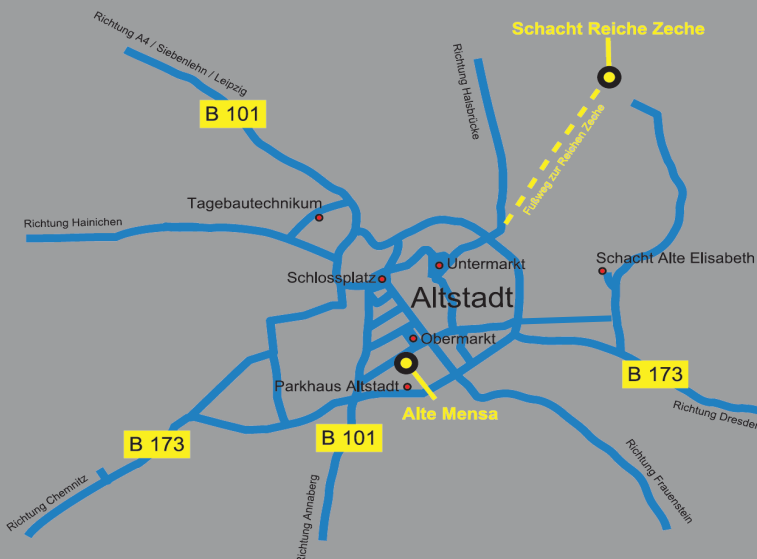 Richtung A4 / Siebenlehn / Leipzig
Schacht Reiche Zeche
Richtung Halsbrücke
B 101
Fußweg zur Reichen Zeche
Tagebautechnikum
Richtung Hainichen
Untermarkt
Schacht Alte Elisabeth
Schlossplatz
Altstadt
Obermarkt
B 173
Parkhaus Altstadt
Alte Mensa
Richtung Dresden
B 173
B 101
Richtung Chemnitz
Richtung Annaberg
Richtung Frauenstein